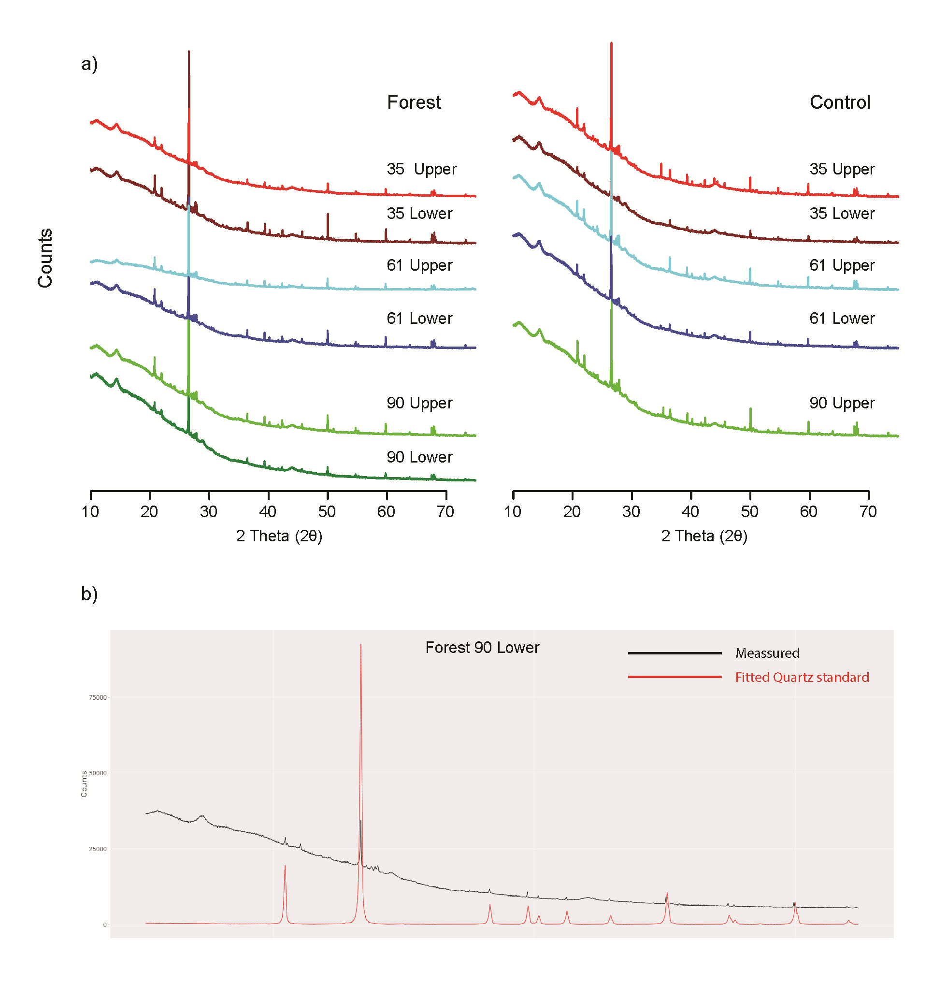 a)
Forest
Control
35  Upper
35 Lower
61 Upper
61 Lower
90 Upper
90 Lower
35 Upper
35 Lower
61 Upper
61 Lower
90 Upper
Counts
10 20 30 40 50 60 70
2 Theta (2θ)
10 20 30 40 50 60 70
2 Theta (2θ)
b)
Forest 90 Lower
Meassured
Fitted Quartz standard
75000
50000
25000
0
Counts